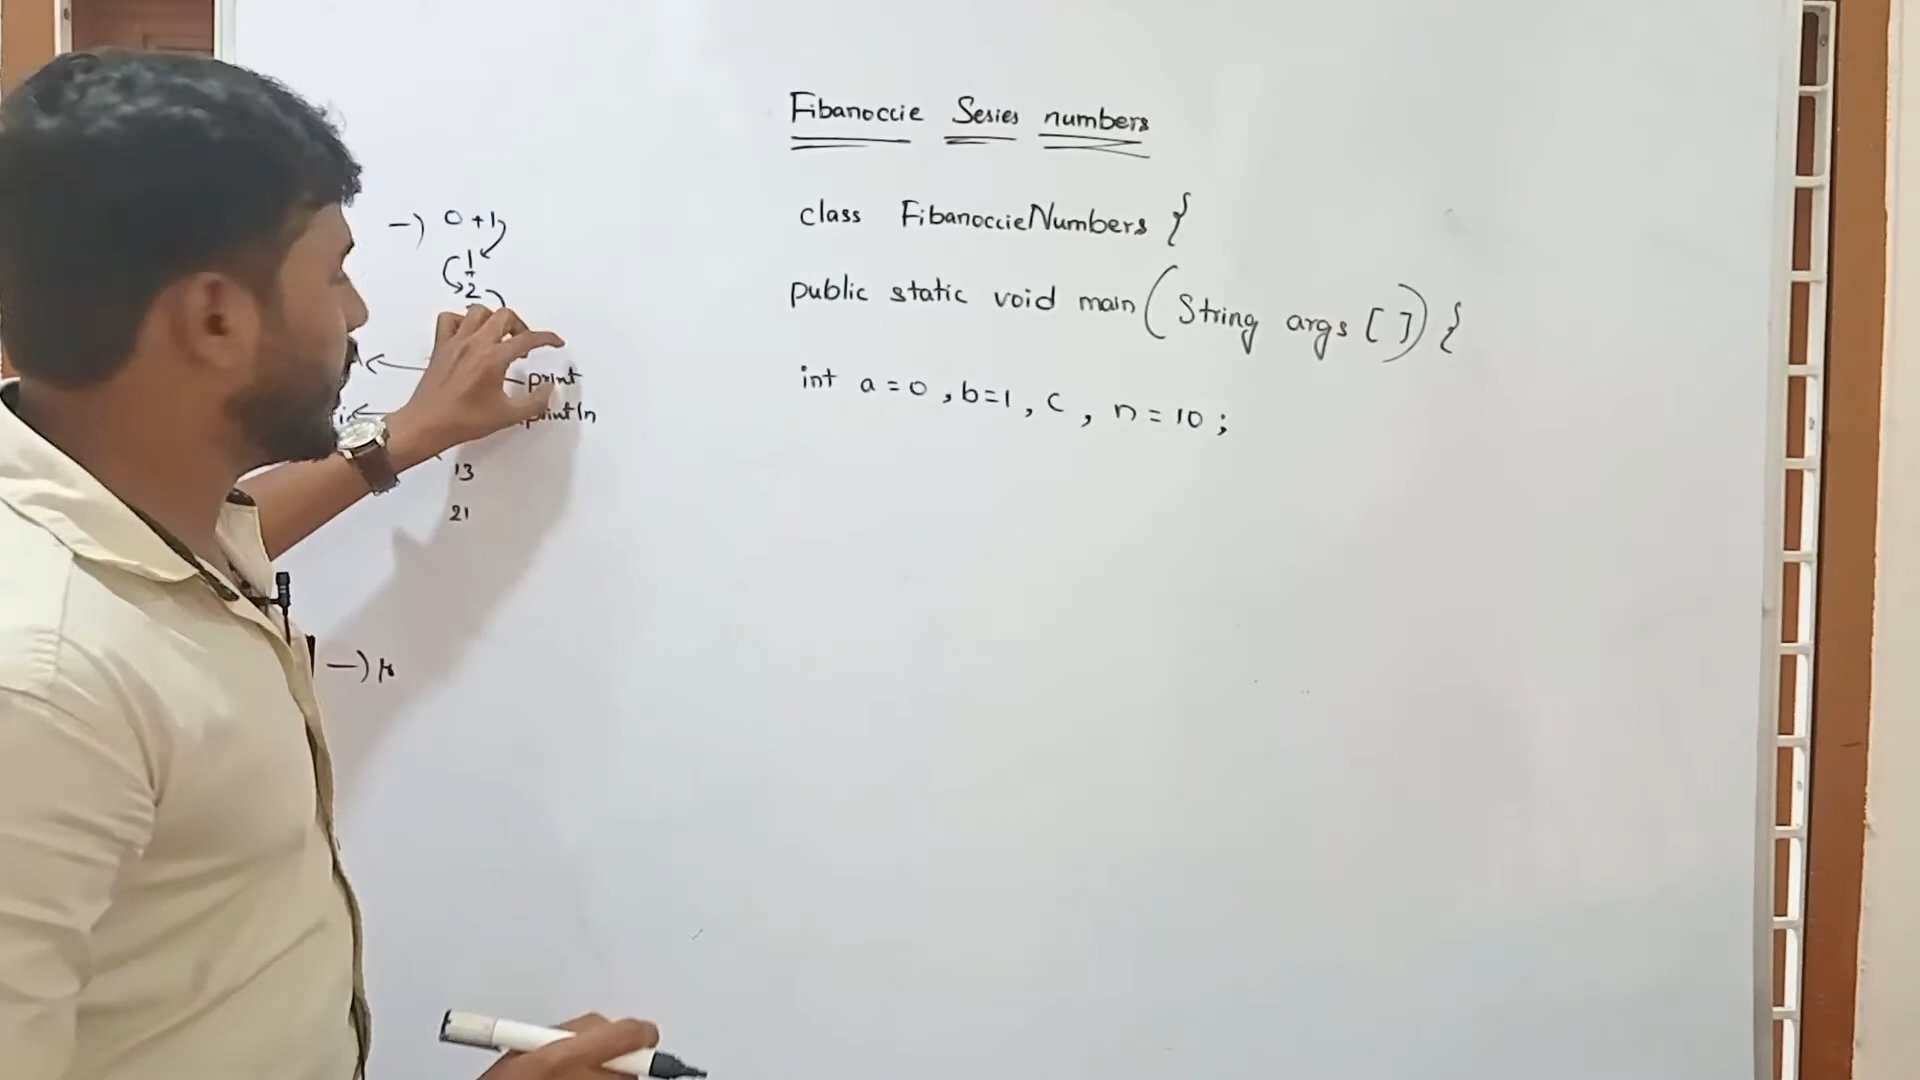 Fibanoccie Series numbers
class FibanoccieNumbers {
public static void main (String args [ ]) {
int a = 0 , b=1 , c , n = 10 ;
-) 0 +1
1
+
2
print
println
13
21
-)